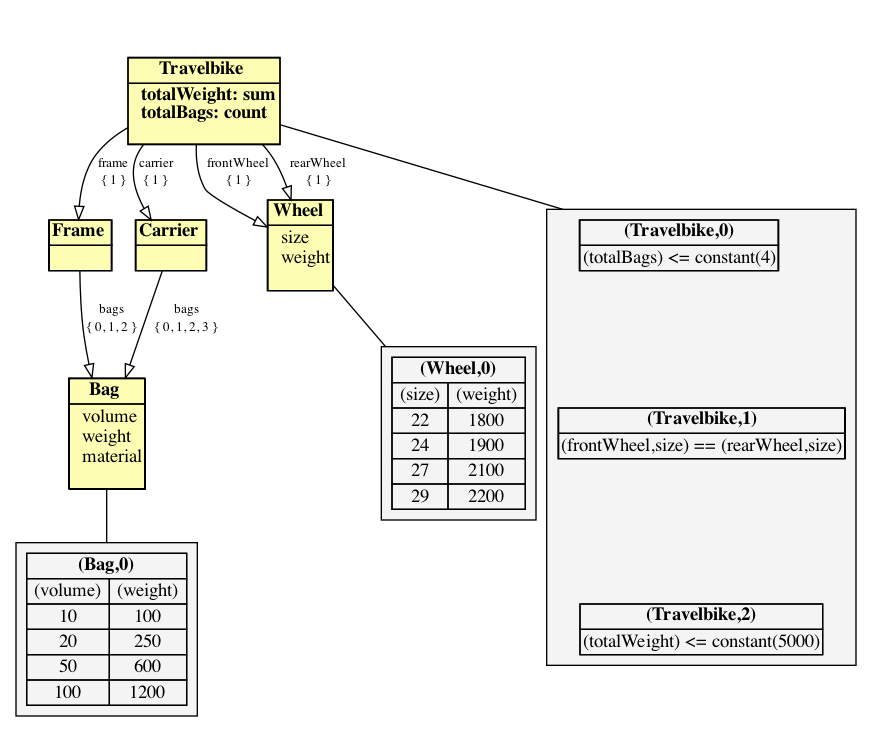 Travelbike
totalWeight: sum
totalBags: count
frame
{ 1 }
carrier
{ 1 }
frontWheel
{ 1 }
rearWheel
{ 1 }
Frame
Carrier
Wheel
size
weight
(Travelbike,0)
(totalBags) <= constant(4)
bags
{ 0, 1, 2 }
bags
{ 0, 1, 2, 3 }
Bag
volume
weight
material
(Wheel,0)
(size) (weight)
22 1800
24 1900
27 2100
29 2200
(Travelbike,1)
(frontWheel,size) == (rearWheel,size)
(Bag,0)
(volume) (weight)
10 100
20 250
50 600
100 1200
(Travelbike,2)
(totalWeight) <= constant(5000)